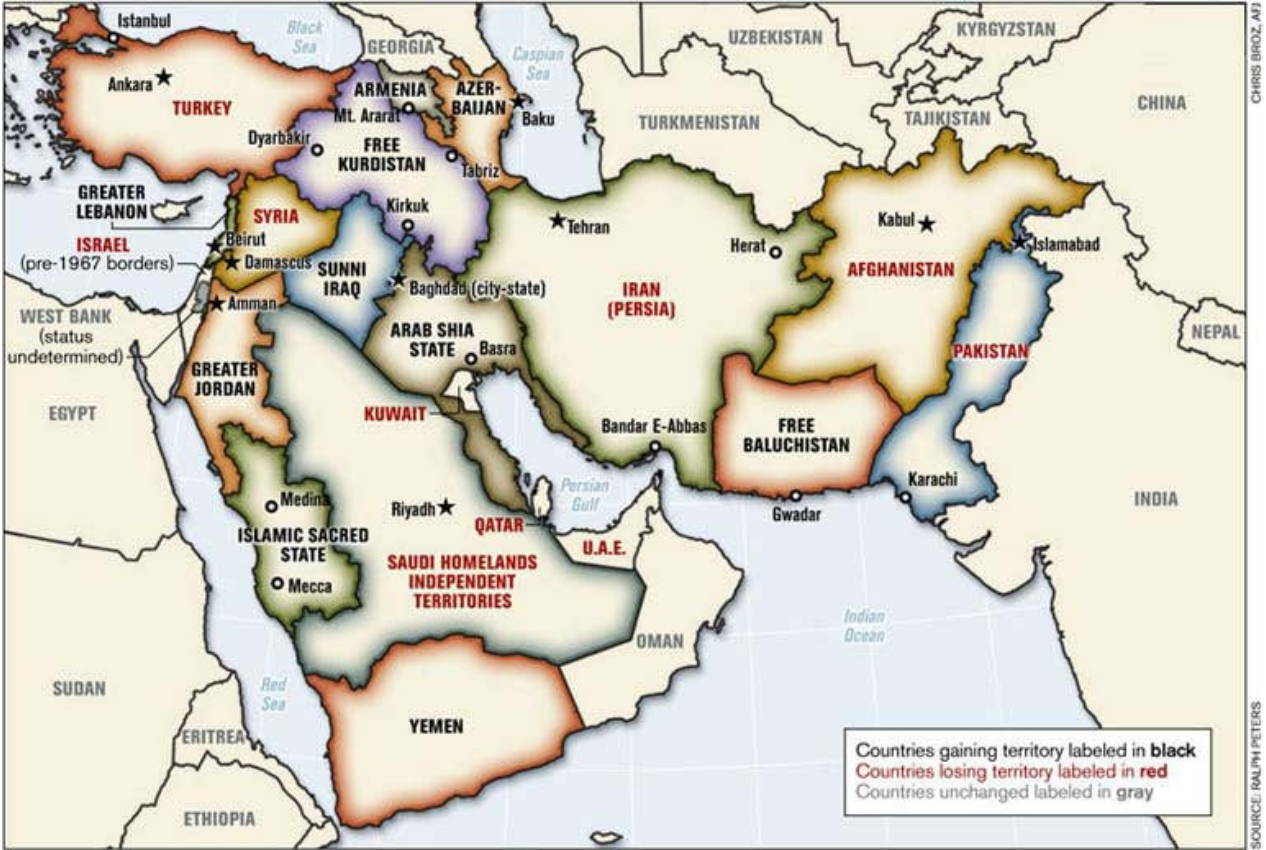 Istanbul
Black
Sea
GEORGIA
Caspian
Sea
UZBEKISTAN
KYRGYZSTAN
CHRIS BROZ, AFJ
Ankara
TURKEY
ARMENIA
AZER-
BAIJAN
Baku
TURKMENISTAN
TAJIKISTAN
CHINA
Mt. Ararat
Dyarbakir
FREE
KURDISTAN
Tabriz
GREATER
LEBANON
SYRIA
Kirkuk
Tehran
Herat
Kabul
Islamabad
ISRAEL
(pre-1967 borders)
Beirut
Damascus
SUNNI
IRAQ
Baghdad (city-state)
IRAN
(PERSIA)
AFGHANISTAN
WEST BANK
(status
undetermined)
Amman
ARAB SHIA
STATE
Basra
NEPAL
PAKISTAN
GREATER
JORDAN
EGYPT
KUWAIT
Bandar E-Abbas
FREE
BALUCHISTAN
Karachi
Gwadar
INDIA
Medina
Riyadh
Persian
Gulf
QATAR
ISLAMIC SACRED
STATE
U.A.E.
Mecca
SAUDI HOMELANDS
INDEPENDENT
TERRITORIES
OMAN
Indian
Ocean
SUDAN
Red
Sea
YEMEN
ERITREA
ETHIOPIA
Countries gaining territory labeled in black
Countries losing territory labeled in red
Countries unchanged labeled in gray
SOURCE: RALPH PETERS